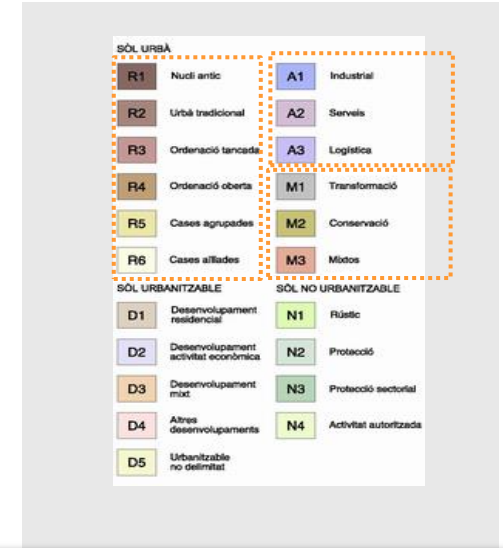 SÒL URBÀ
R1 Nucli antic
R2 Urbà tradicional
R3 Ordenació tancada
R4 Ordenació oberta
R5 Cases agrupades
R6 Cases aïllades
A1 Industrial
A2 Serveis
A3 Logística
M1 Transformació
M2 Conservació
M3 Mixtos
SÒL URBANITZABLE
D1 Desenvolupament
residencial
D2 Desenvolupament
activitat econòmica
D3 Desenvolupament
mixt
D4 Altres
desenvolupaments
D5 Urbanitzable
no delimitat
SÒL NO URBANITZABLE
N1 Rústic
N2 Protecció
N3 Protecció sectorial
N4 Activitat autoritzada